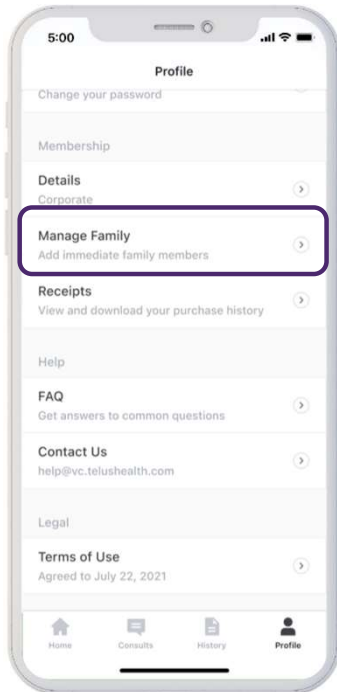 5:00
Profile
Change your password
Membership
Details
Corporate
Manage Family
Add immediate family members
Receipts
View and download your purchase history
Help
FAQ
Get answers to common questions
Contact Us
help@vc.telushealth.com
Legal
Terms of Use
Agreed to July 22, 2021
Home Consults History Profile